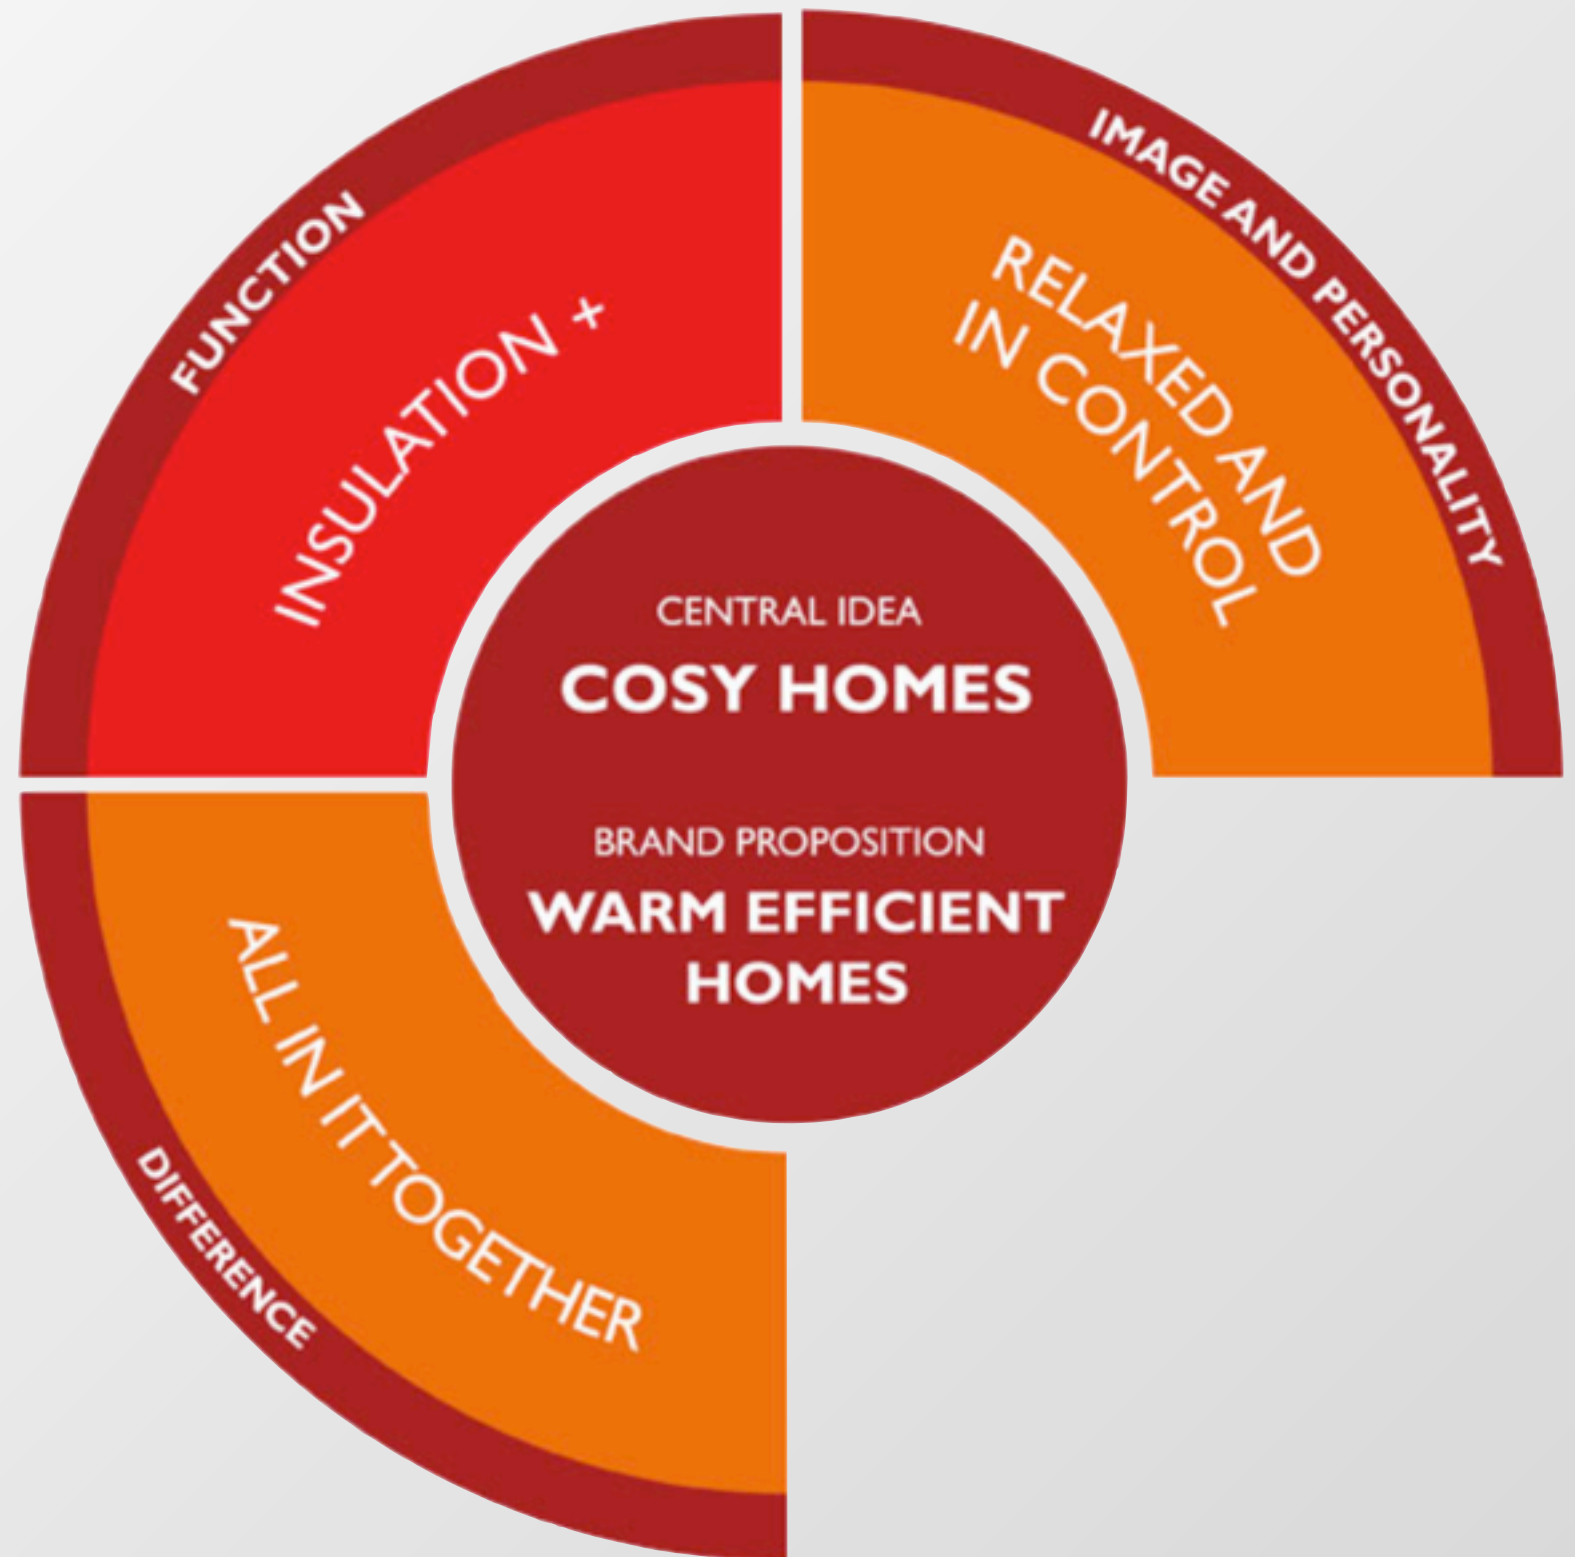 FUNCTION
INSULATION +
IMAGE AND PERSONALITY
RELAXED AND
IN CONTROL
CENTRAL IDEA
COSY HOMES
BRAND PROPOSITION
WARM EFFICIENT
HOMES
ALL IN IT TOGETHER
DIFFERENCE